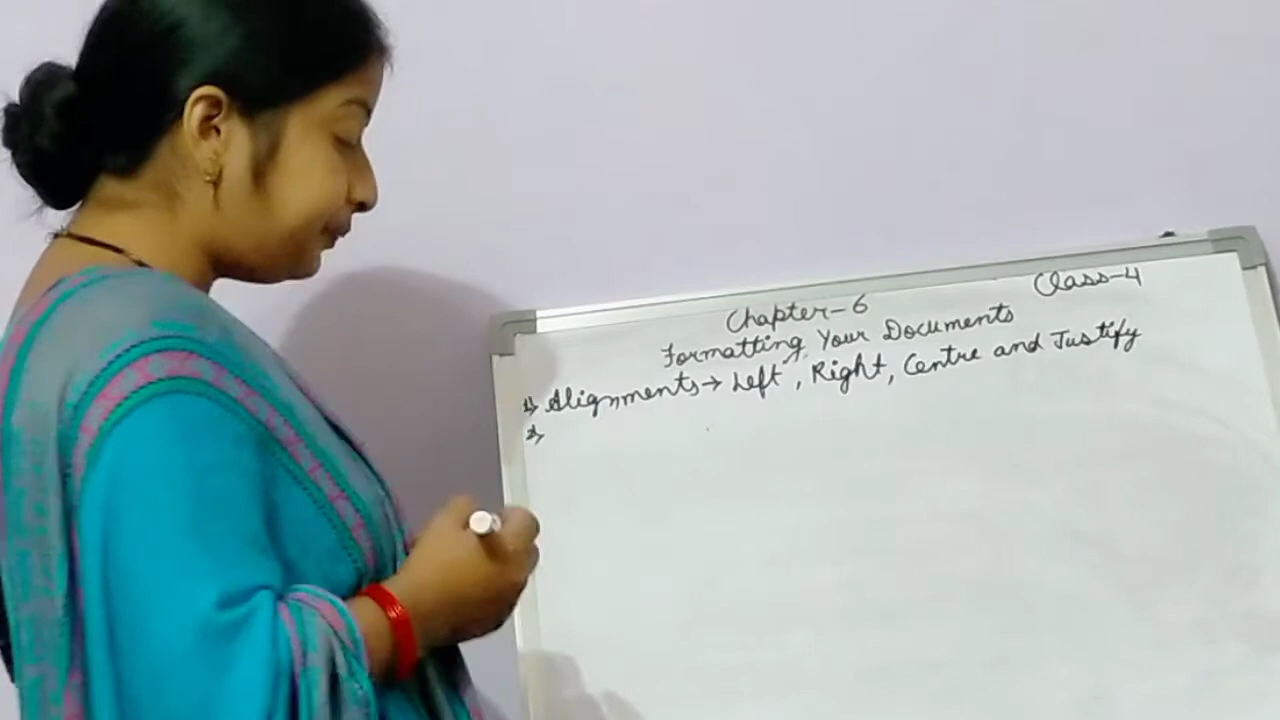 Class-4
Chapter-6
Formatting Your Documents
1) Alignments → Left, Right, Centre and Justify
2)